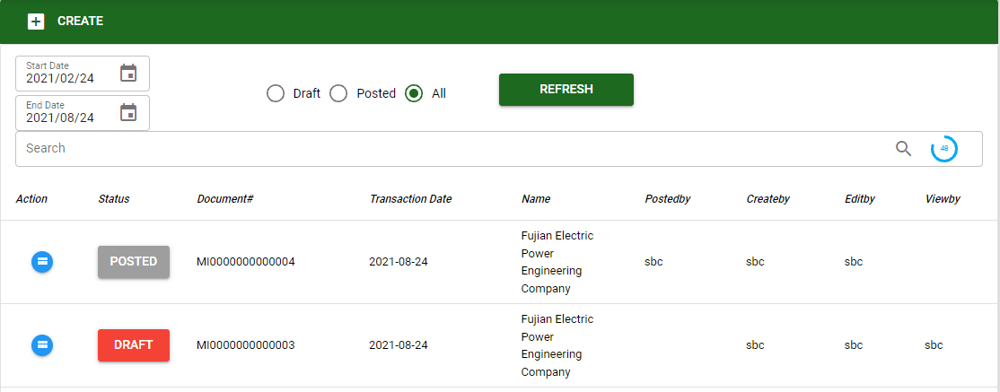 CREATE
Start Date
2021/02/24
End Date
2021/08/24
Draft Posted All
REFRESH
Search
48
Action Status Document# Transaction Date Name Postedby Createby Editby Viewby
POSTED MI0000000000004 2021-08-24 Fujian Electric Power Engineering Company sbc sbc sbc
DRAFT MI0000000000003 2021-08-24 Fujian Electric Power Engineering Company sbc sbc sbc